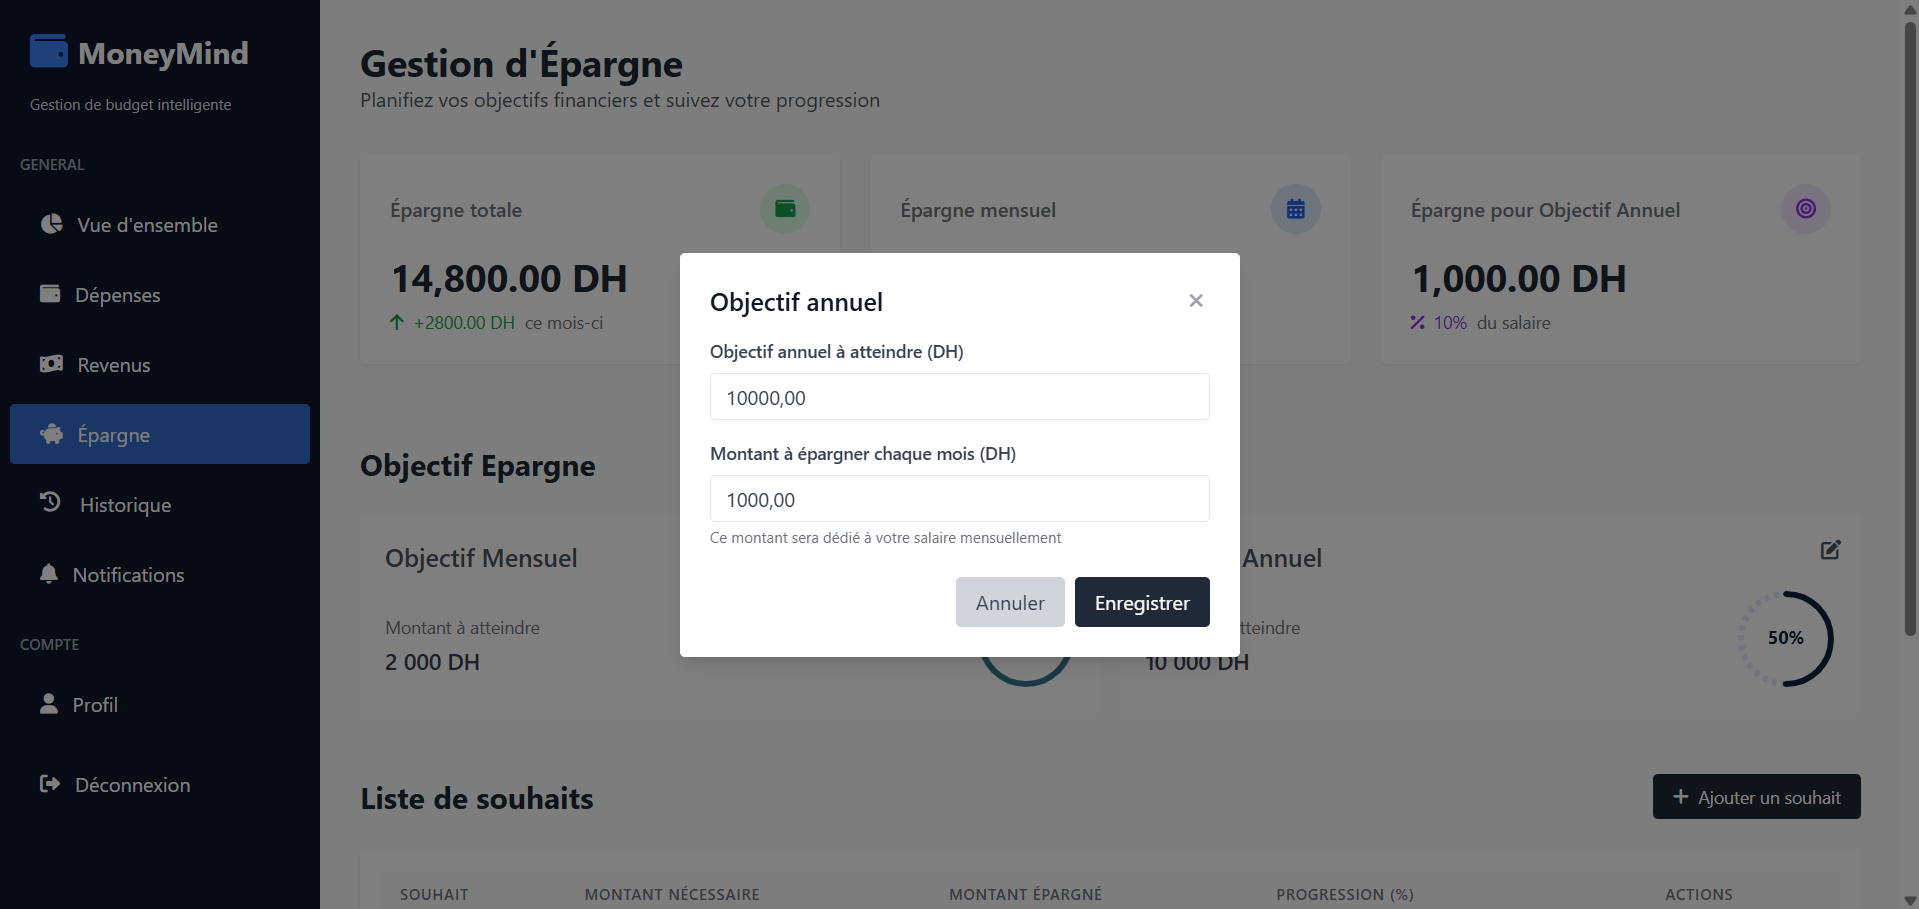 MoneyMind
Gestion de budget intelligente
GENERAL
Vue d'ensemble
Dépenses
Revenus
Épargne
Historique
Notifications
COMPTE
Profil
Déconnexion
Gestion d'Épargne
Planifiez vos objectifs financiers et suivez votre progression
Épargne totale
14,800.00 DH
+2800.00 DH ce mois-ci
Épargne mensuel
Épargne pour Objectif Annuel
1,000.00 DH
10% du salaire
Objectif annuel
Objectif annuel à atteindre (DH)
10000,00
Montant à épargner chaque mois (DH)
1000,00
Ce montant sera dédié à votre salaire mensuellement
Annuler
Enregistrer
Objectif Epargne
Objectif Mensuel
Montant à atteindre
2 000 DH
Annuel
tteindre
10 000 DH
50%
Liste de souhaits
Ajouter un souhait
SOUHAIT MONTANT NÉCESSAIRE MONTANT ÉPARGNÉ PROGRESSION (%) ACTIONS